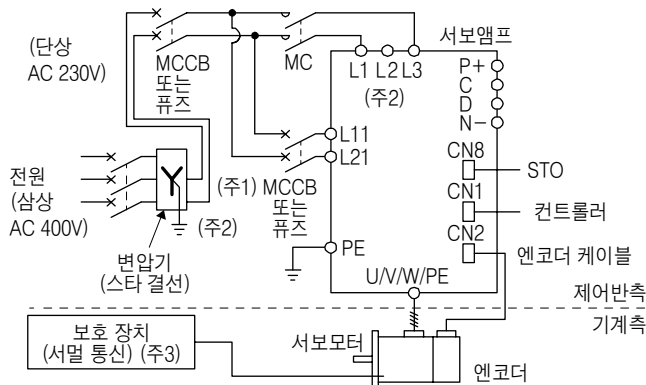 (단상
AC 230V)
MCCB
또는
퓨즈
MC
서보앰프
L1 L2 L3
(주2)
P+
C
D
N-
L11
L21
CN8
STO
CN1
컨트롤러
CN2
엔코더 케이블
전원
(삼상
AC 400V)
(주1)
(주2)
MCCB
또는
퓨즈
변압기
(스타 결선)
PE
U/V/W/PE
제어반측
기계측
보호 장치
(서멀 통신) (주3)
서보모터
엔코더